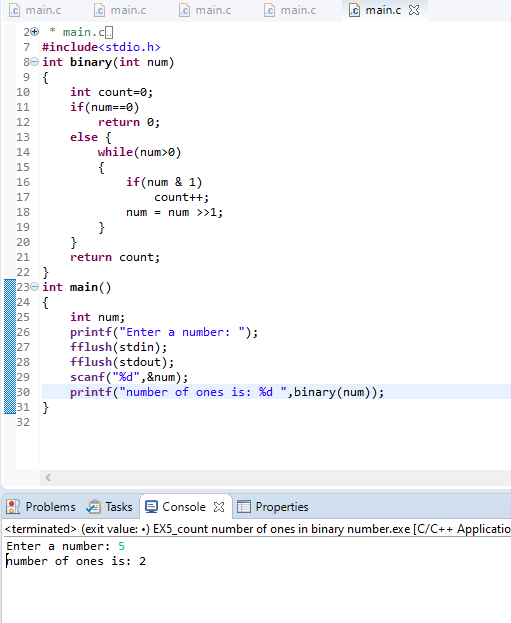 main.c main.c main.c main.c main.c
2 * main.c
7 #include<stdio.h>
8 int binary(int num)
9 {
10 int count=0;
11 if(num==0)
12 return 0;
13 else {
14 while(num>0)
15 {
16 if(num & 1)
17 count++;
18 num = num >>1;
19 }
20 }
21 return count;
22 }
23 int main()
24 {
25 int num;
26 printf("Enter a number: ");
27 fflush(stdin);
28 fflush(stdout);
29 scanf("%d",&num);
30 printf("number of ones is: %d ",binary(num));
31 }
32
Problems Tasks Console Properties
<terminated> (exit value: •) EX5_count number of ones in binary number.exe [C/C++ Applicatio
Enter a number: 5
number of ones is: 2